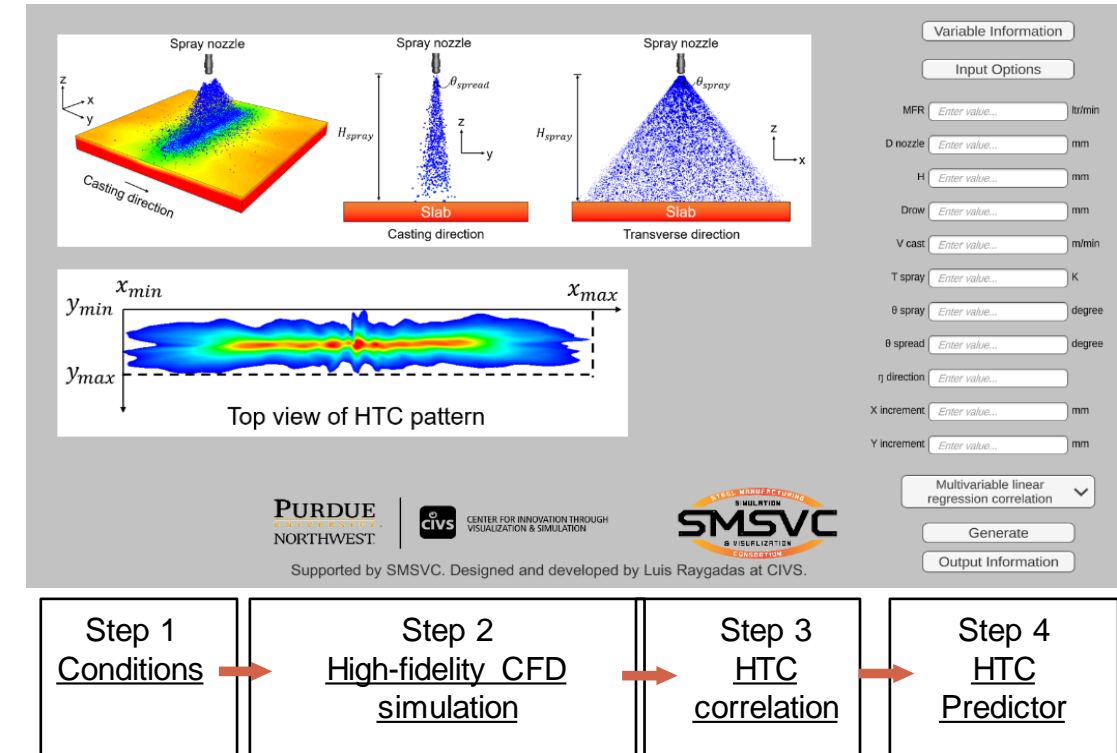 Spray nozzle
Spray nozzle
Spray nozzle
z
x
y
Casting direction
θspread
Hspray
z
y
Slab
Casting direction
θspray
Hspray
z
x
Slab
Transverse direction
xmin
xmax
ymin
ymax
Top view of HTC pattern
Variable Information
Input Options
MFR Enter value... ltr/min
D nozzle Enter value... mm
H Enter value... mm
Drow Enter value... mm
V cast Enter value... m/min
T spray Enter value... K
θ spray Enter value... degree
θ spread Enter value... degree
η direction Enter value...
X increment Enter value... mm
Y increment Enter value... mm
Multivariable linear
regression correlation
Generate
Output Information
PURDUE
UNIVERSITY
NORTHWEST
civs
CENTER FOR INNOVATION THROUGH
VISUALIZATION & SIMULATION
STEEL MANUFACTURING
SIMULATION
SMSVC
& VISUALIZATION
CONSORTIUM
Supported by SMSVC. Designed and developed by Luis Raygadas at CIVS.
Step 1
Conditions
Step 2
High-fidelity CFD
simulation
Step 3
HTC
correlation
Step 4
HTC
Predictor